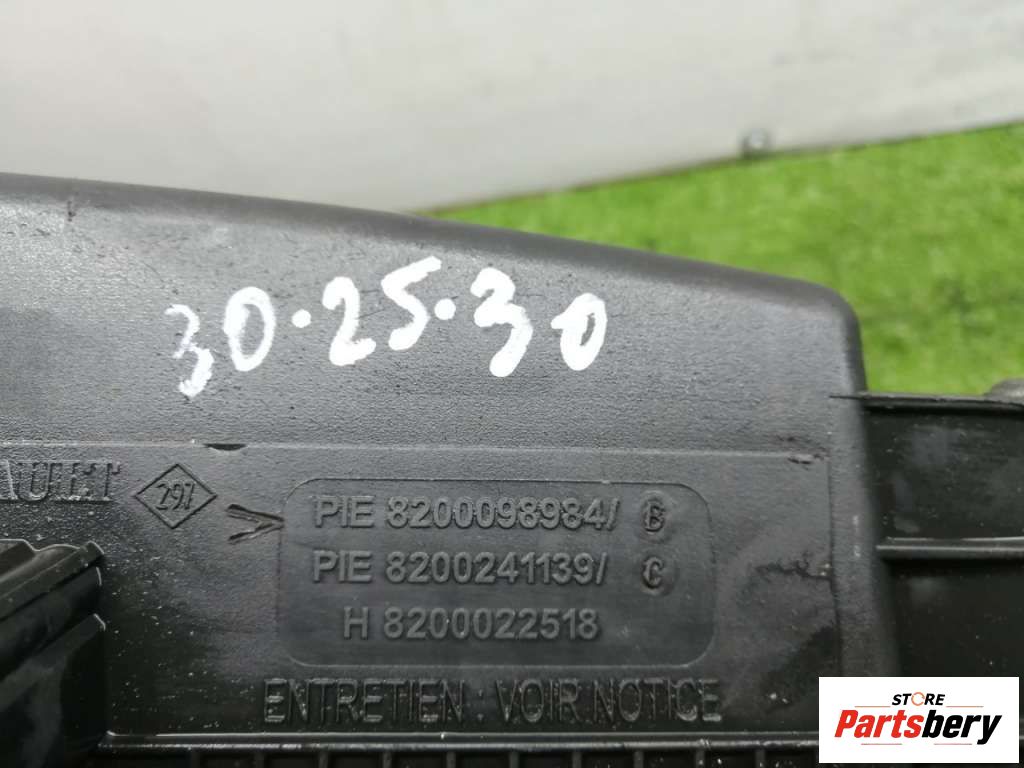 30.25.30
297
PIE 8200098984/ B
PIE 8200241139/ C
H 8200022518
ENTRETIEN : VOIR NOTICE
STORE
Partsbery